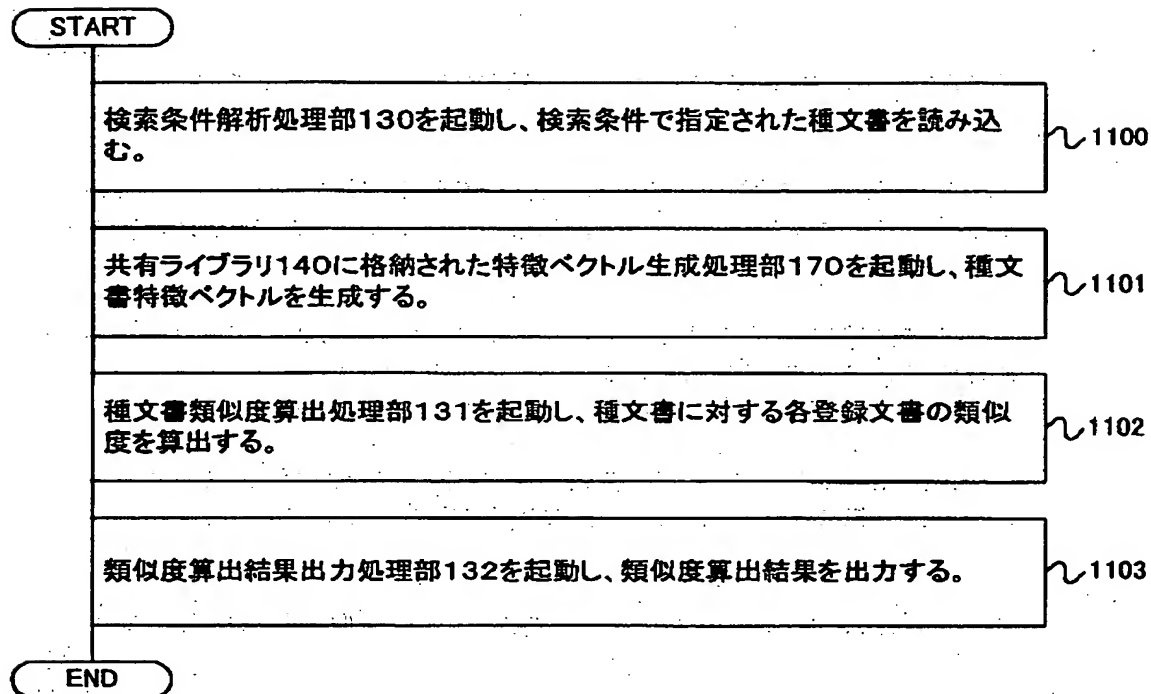 START
検索条件解析処理部130を起動し、検索条件で指定された種文書を読み込
む。
1100
共有ライブラリ140に格納された特徴ベクトル生成処理部170を起動し、種文
書特徴ベクトルを生成する。
1101
種文書類似度算出処理部131を起動し、種文書に対する各登録文書の類似
度を算出する。
1102
類似度算出結果出力処理部132を起動し、類似度算出結果を出力する。
1103
END